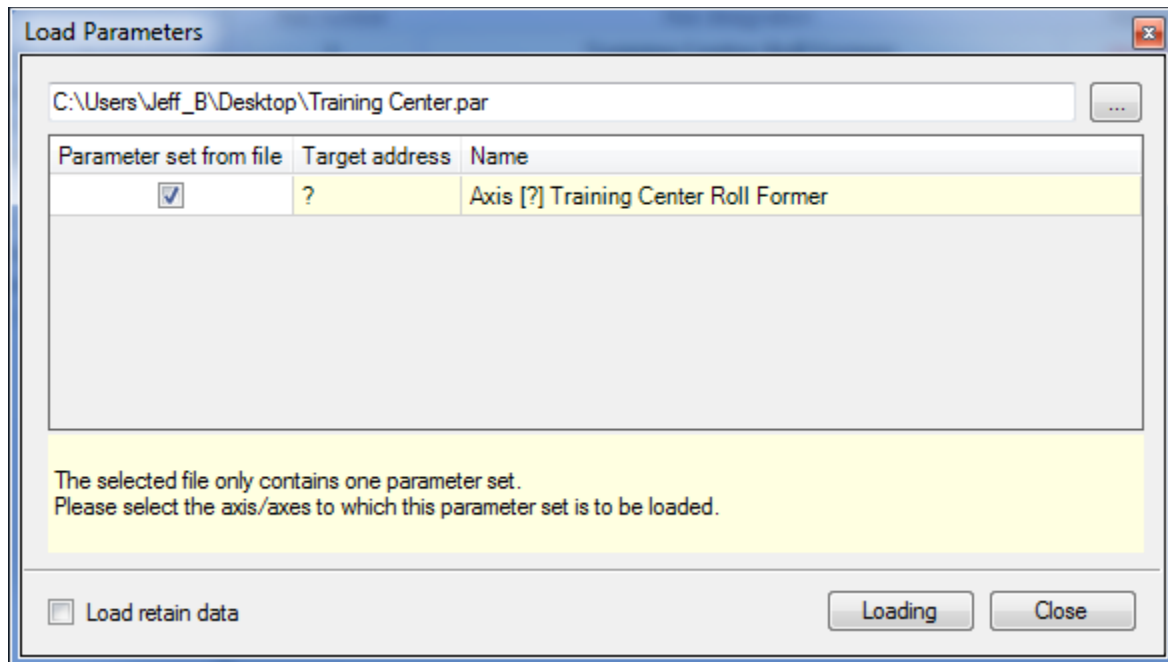 Load Parameters
C:\Users\Jeff_B\Desktop\Training Center.par
...
Parameter set from file Target address Name
? Axis [?] Training Center Roll Former
The selected file only contains one parameter set.
Please select the axis/axes to which this parameter set is to be loaded.
Load retain data Loading Close